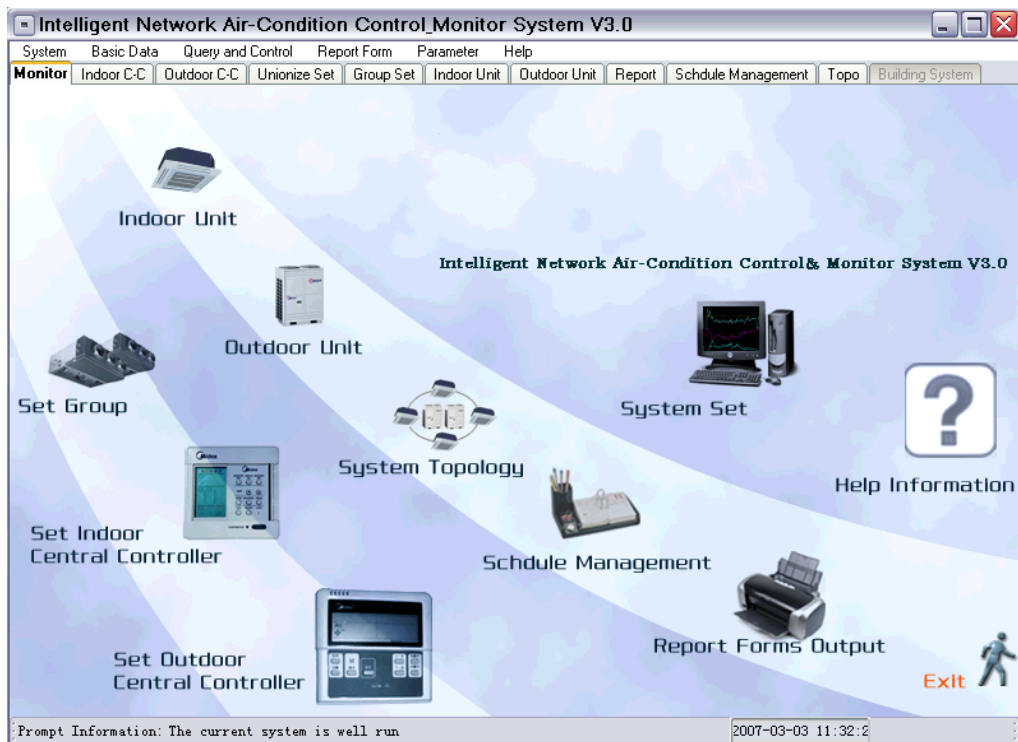 Intelligent Network Air-Condition Control_Monitor System V3.0
System Basic Data Query and Control Report Form Parameter Help
Monitor Indoor C-C Outdoor C-C Unionize Set Group Set Indoor Unit Outdoor Unit Report Schdule Management Topo Building System
Indoor Unit
Intelligent Network Air-Condition Control& Monitor System V3.0
Outdoor Unit
Set Group
System Set
System Topology
Help Information
Midea
Set Indoor
Central Controller
Schdule Management
Report Forms Output
Set Outdoor
Central Controller
Exit
Prompt Information: The current system is well run
2007-03-03 11:32:2